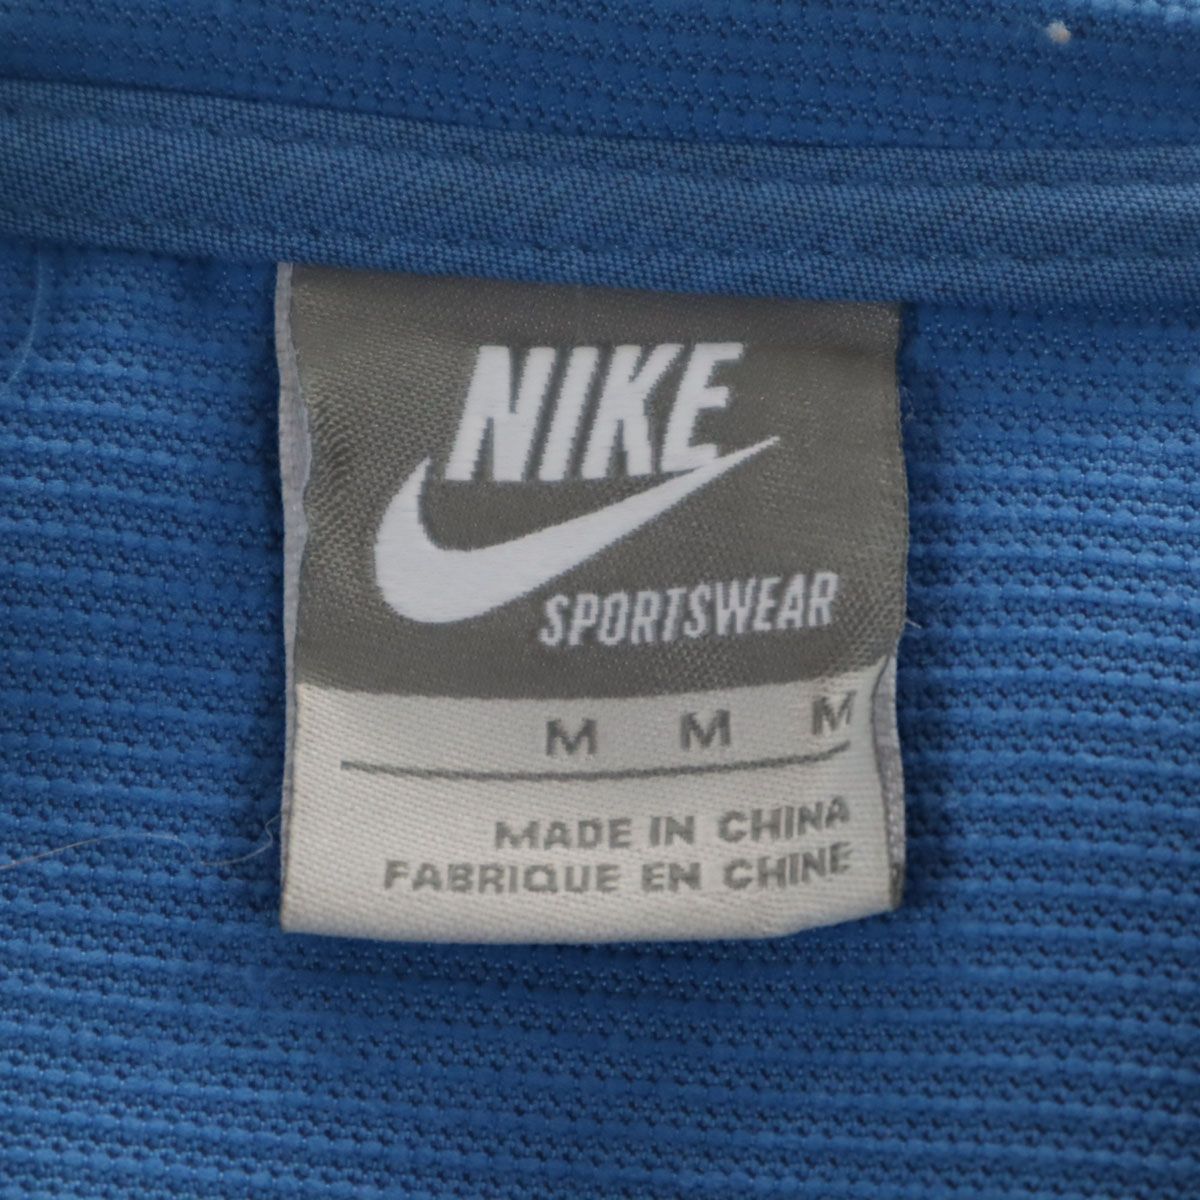 NIKE
SPORTSWEAR
M M M
MADE IN CHINA
FABRIQUE EN CHINE